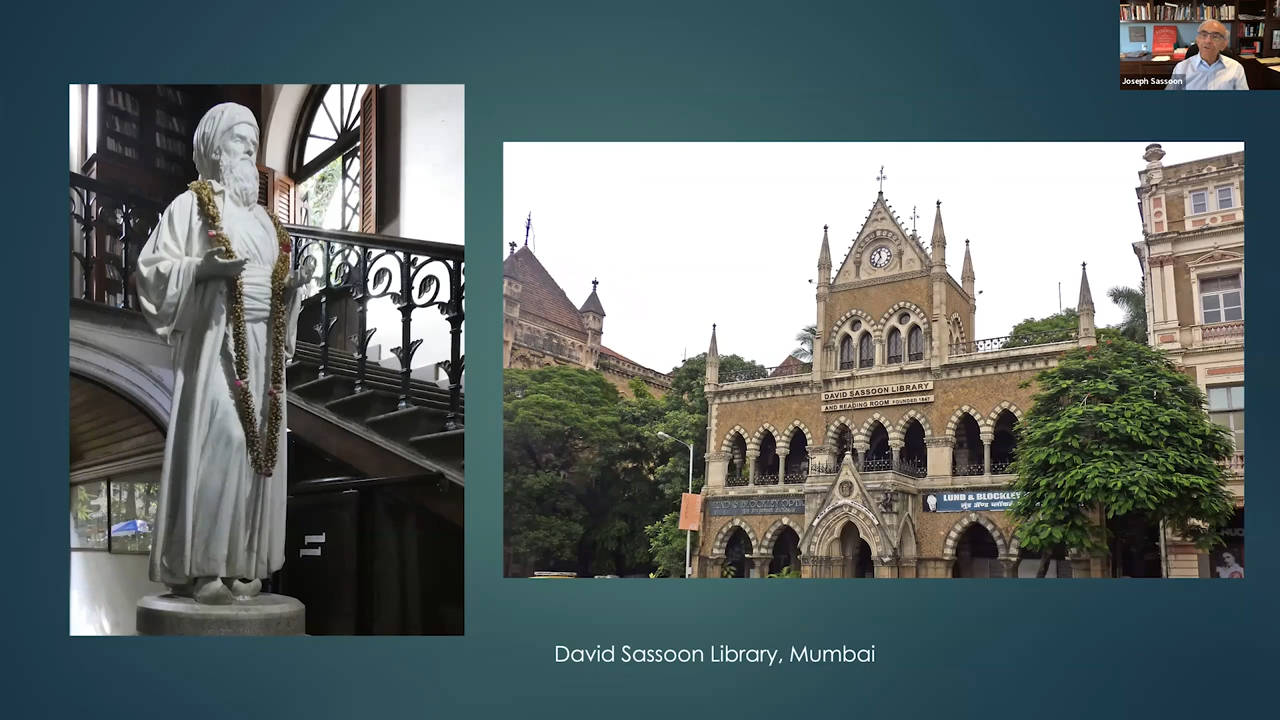 Joseph Sassoon
DAVID SASSOON LIBRARY
AND READING ROOM FOUNDED 1847
LUND & BLOCKLEY
David Sassoon Library, Mumbai